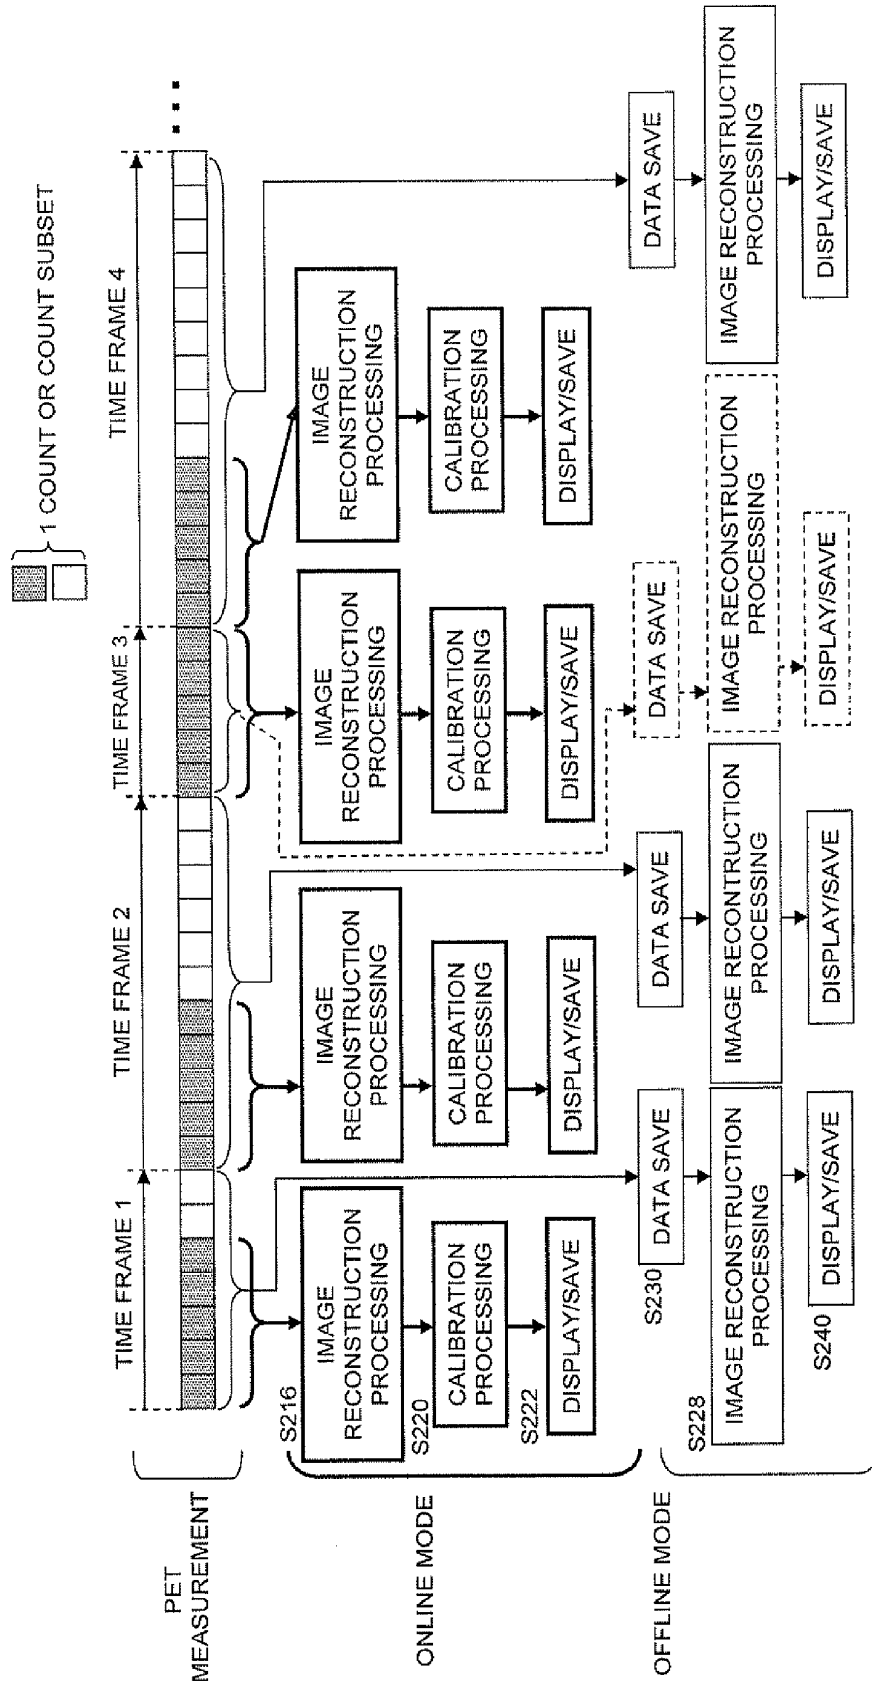 1 COUNT OR COUNT SUBSET
TIME FRAME 1
TIME FRAME 2
TIME FRAME 3
TIME FRAME 4
PET
MEASUREMENT
ONLINE MODE
S216
IMAGE
RECONSTRUCTION
PROCESSING
IMAGE
RECONSTRUCTION
PROCESSING
IMAGE
RECONSTRUCTION
PROCESSING
IMAGE
RECONSTRUCTION
PROCESSING
S220
CALIBRATION
PROCESSING
CALIBRATION
PROCESSING
CALIBRATION
PROCESSING
CALIBRATION
PROCESSING
S222
DISPLAY/SAVE
DISPLAY/SAVE
DISPLAY/SAVE
DISPLAY/SAVE
OFFLINE MODE
S230
DATA SAVE
DATA SAVE
DATA SAVE
DATA SAVE
S228
IMAGE RECONSTRUCTION
PROCESSING
IMAGE RECONTRUCTION
PROCESSING
IMAGE RECONSTRUCTION
PROCESSING
IMAGE RECONSTRUCTION
PROCESSING
S240
DISPLAY/SAVE
DISPLAY/SAVE
DISPLAY/SAVE
DISPLAY/SAVE